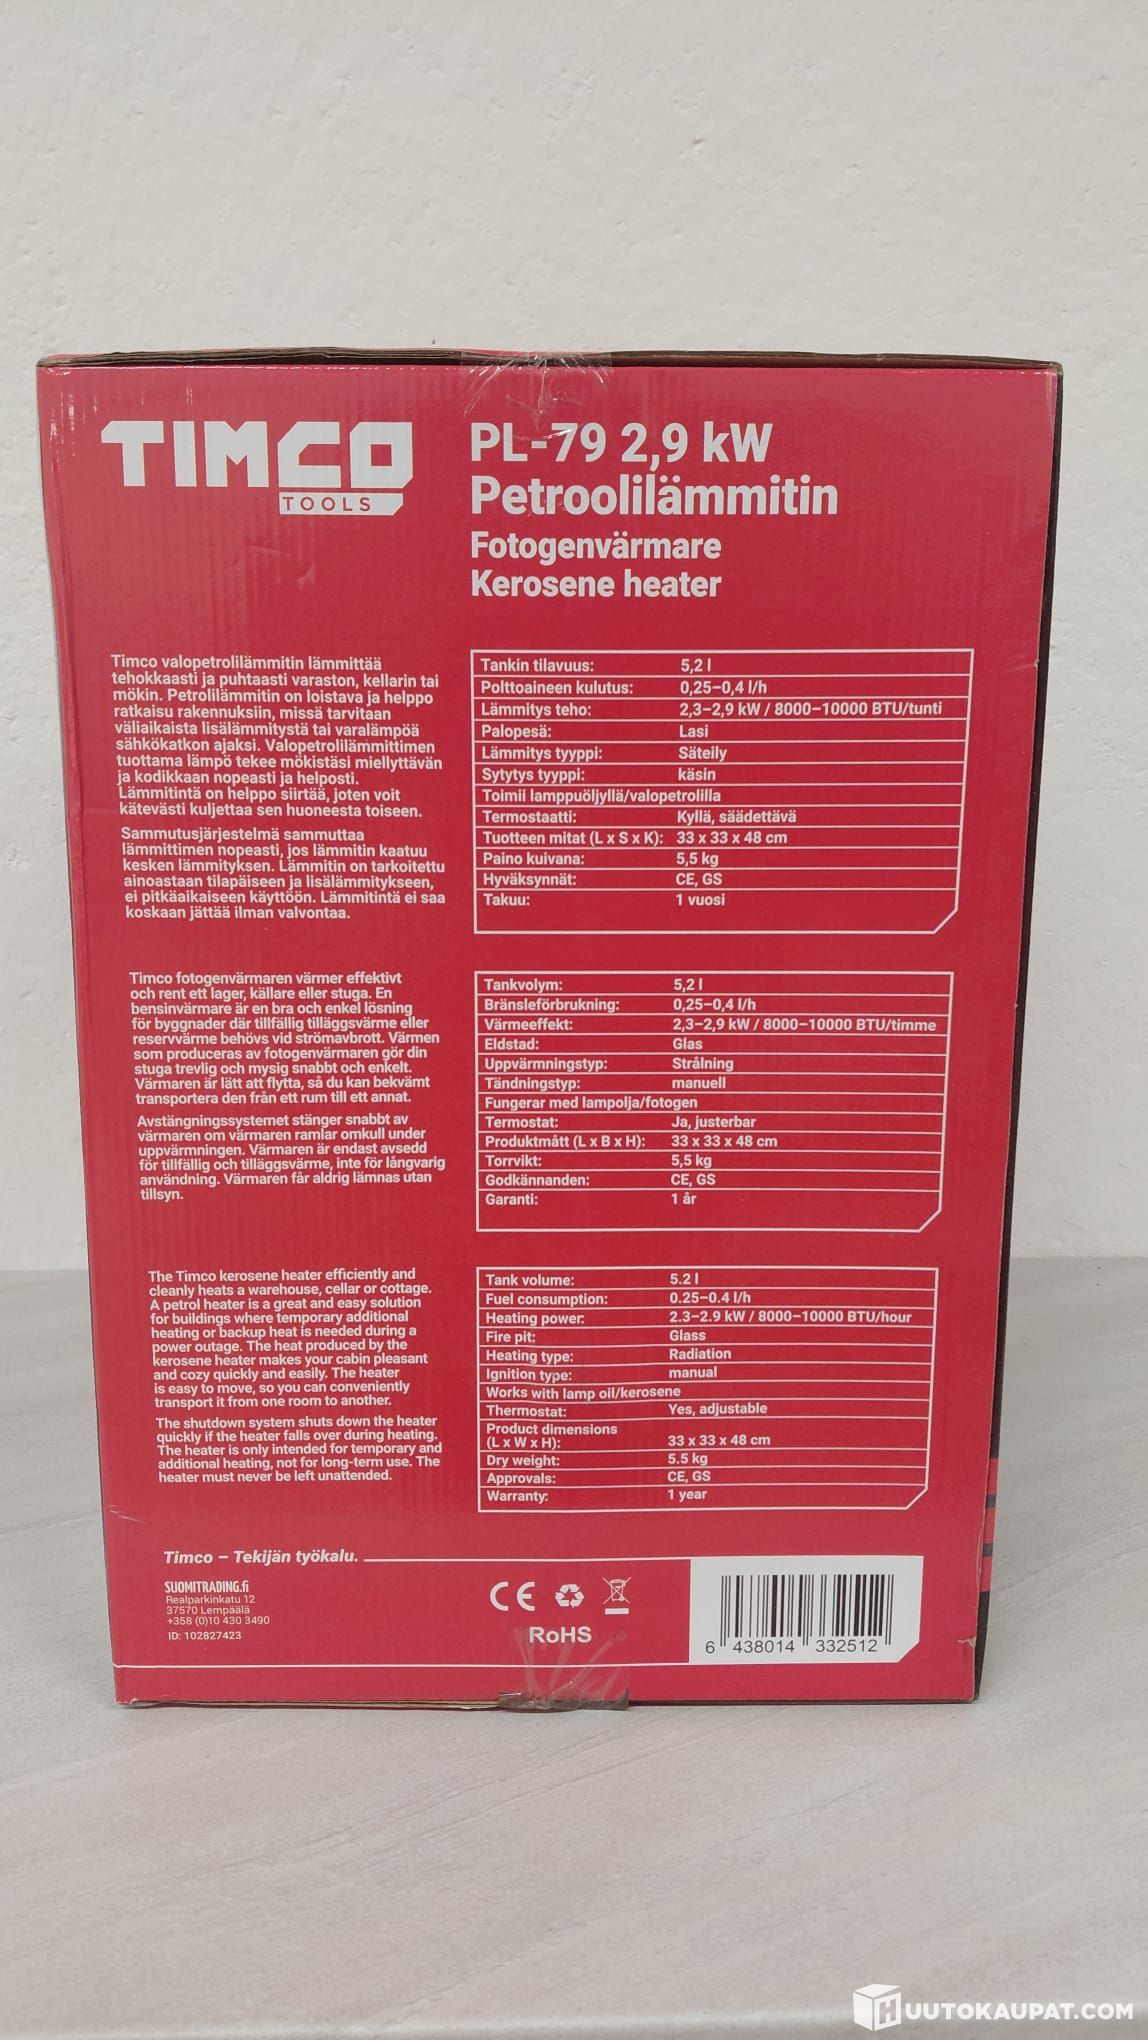 TIMCO
TOOLS
PL-79 2,9 kW
Petroolilämmitin
Fotogenvärmare
Kerosene heater
Timco valopetrolilämmitin lämmittää
tehokkaasti ja puhtaasti varaston, kellarin tai
mökin. Petrolilämmitin on loistava ja helppo
ratkaisu rakennuksiin, missä tarvitaan
väliaikaista lisälämmitystä tai varalämpöä
sähkökatkon ajaksi. Valopetrolilämmittimen
tuottama lämpö tekee mökistäsi miellyttävän
ja kodikkaan nopeasti ja helposti.
Lämmitintä on helppo siirtää, joten voit
kätevästi kuljettaa sen huoneesta toiseen.
Sammutusjärjestelmä sammuttaa
lämmittimen nopeasti, jos lämmitin kaatuu
kesken lämmityksen. Lämmitin on tarkoitettu
ainoastaan tilapäiseen ja lisälämmitykseen,
ei pitkäaikaiseen käyttöön. Lämmitintä ei saa
koskaan jättää ilman valvontaa.
Tankin tilavuus: 5,2 l
Polttoaineen kulutus: 0,25–0,4 l/h
Lämmitys teho: 2,3–2,9 kW / 8000–10000 BTU/tunti
Palopesä: Lasi
Lämmitys tyyppi: Säteily
Sytytys tyyppi: käsin
Toimii lamppuöljyllä/valopetrolilla
Termostaatti: Kyllä, säädettävä
Tuotteen mitat (L x S x K): 33 x 33 x 48 cm
Paino kuivana: 5,5 kg
Hyväksynnät: CE, GS
Takuu: 1 vuosi
Timco fotogenvärmaren värmer effektivt
och rent ett lager, källare eller stuga. En
bensinvärmare är en bra och enkel lösning
för byggnader där tillfällig tilläggsvärme eller
reservvärme behövs vid strömavbrott. Värmen
som produceras av fotogenvärmaren gör din
stuga trevlig och mysig snabbt och enkelt.
Värmaren är lätt att flytta, så du kan bekvämt
transportera den från ett rum till ett annat.
Avstängningssystemet stänger snabbt av
värmaren om värmaren ramlar omkull under
uppvärmningen. Värmaren är endast avsedd
för tillfällig och tilläggsvärme, inte för långvarig
användning. Värmaren får aldrig lämnas utan
tillsyn.
Tankvolym: 5,2 l
Bränsleförbrukning: 0,25–0,4 l/h
Värmeeffekt: 2,3–2,9 kW / 8000–10000 BTU/timme
Eldstad: Glas
Uppvärmningstyp: Strålning
Tändningstyp: manuell
Fungerar med lampolja/fotogen
Termostat: Ja, justerbar
Produktmått (L x B x H): 33 x 33 x 48 cm
Torrvikt: 5,5 kg
Godkännanden: CE, GS
Garanti: 1 år
The Timco kerosene heater efficiently and
cleanly heats a warehouse, cellar or cottage.
A petrol heater is a great and easy solution
for buildings where temporary additional
heating or backup heat is needed during a
power outage. The heat produced by the
kerosene heater makes your cabin pleasant
and cozy quickly and easily. The heater
is easy to move, so you can conveniently
transport it from one room to another.
The shutdown system shuts down the heater
quickly if the heater falls over during heating.
The heater is only intended for temporary and
additional heating, not for long-term use. The
heater must never be left unattended.
Tank volume: 5.2 l
Fuel consumption: 0.25–0.4 l/h
Heating power: 2.3–2.9 kW / 8000–10000 BTU/hour
Fire pit: Glass
Heating type: Radiation
Ignition type: manual
Works with lamp oil/kerosene
Thermostat: Yes, adjustable
Product dimensions
(L x W x H): 33 x 33 x 48 cm
Dry weight: 5.5 kg
Approvals: CE, GS
Warranty: 1 year
Timco – Tekijän työkalu.
SUOMITRADING.fi
Realparkinkatu 12
37570 Lempäälä
+358 (0)10 430 3490
ID: 102827423
CE
RoHS
6 438014 332512
HUUTOKAUPAT.COM